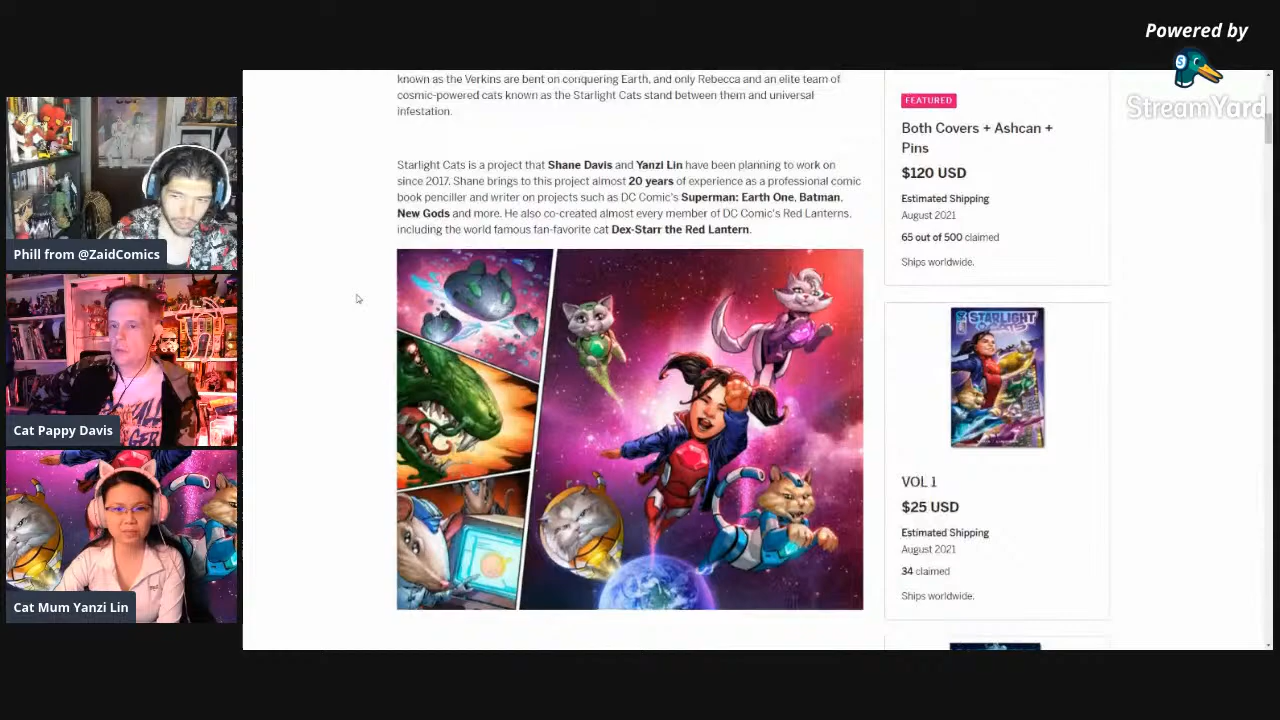 Powered by
StreamYard
known as the Verkins are bent on conquering Earth, and only Rebecca and an elite team of
cosmic-powered cats known as the Starlight Cats stand between them and universal
infestation.
Starlight Cats is a project that Shane Davis and Yanzi Lin have been planning to work on
since 2017. Shane brings to this project almost 20 years of experience as a professional comic
book penciller and writer on projects such as DC Comic's Superman: Earth One, Batman,
New Gods and more. He also co-created almost every member of DC Comic's Red Lanterns,
including the world famous fan-favorite cat Dex-Starr the Red Lantern.
FEATURED
Both Covers + Ashcan +
Pins
$120 USD
Estimated Shipping
August 2021
65 out of 500 claimed
Ships worldwide.
STARLIGHT
CATS
VOL 1
$25 USD
Estimated Shipping
August 2021
34 claimed
Ships worldwide.
Phill from @ZaidComics
Cat Pappy Davis
Cat Mum Yanzi Lin